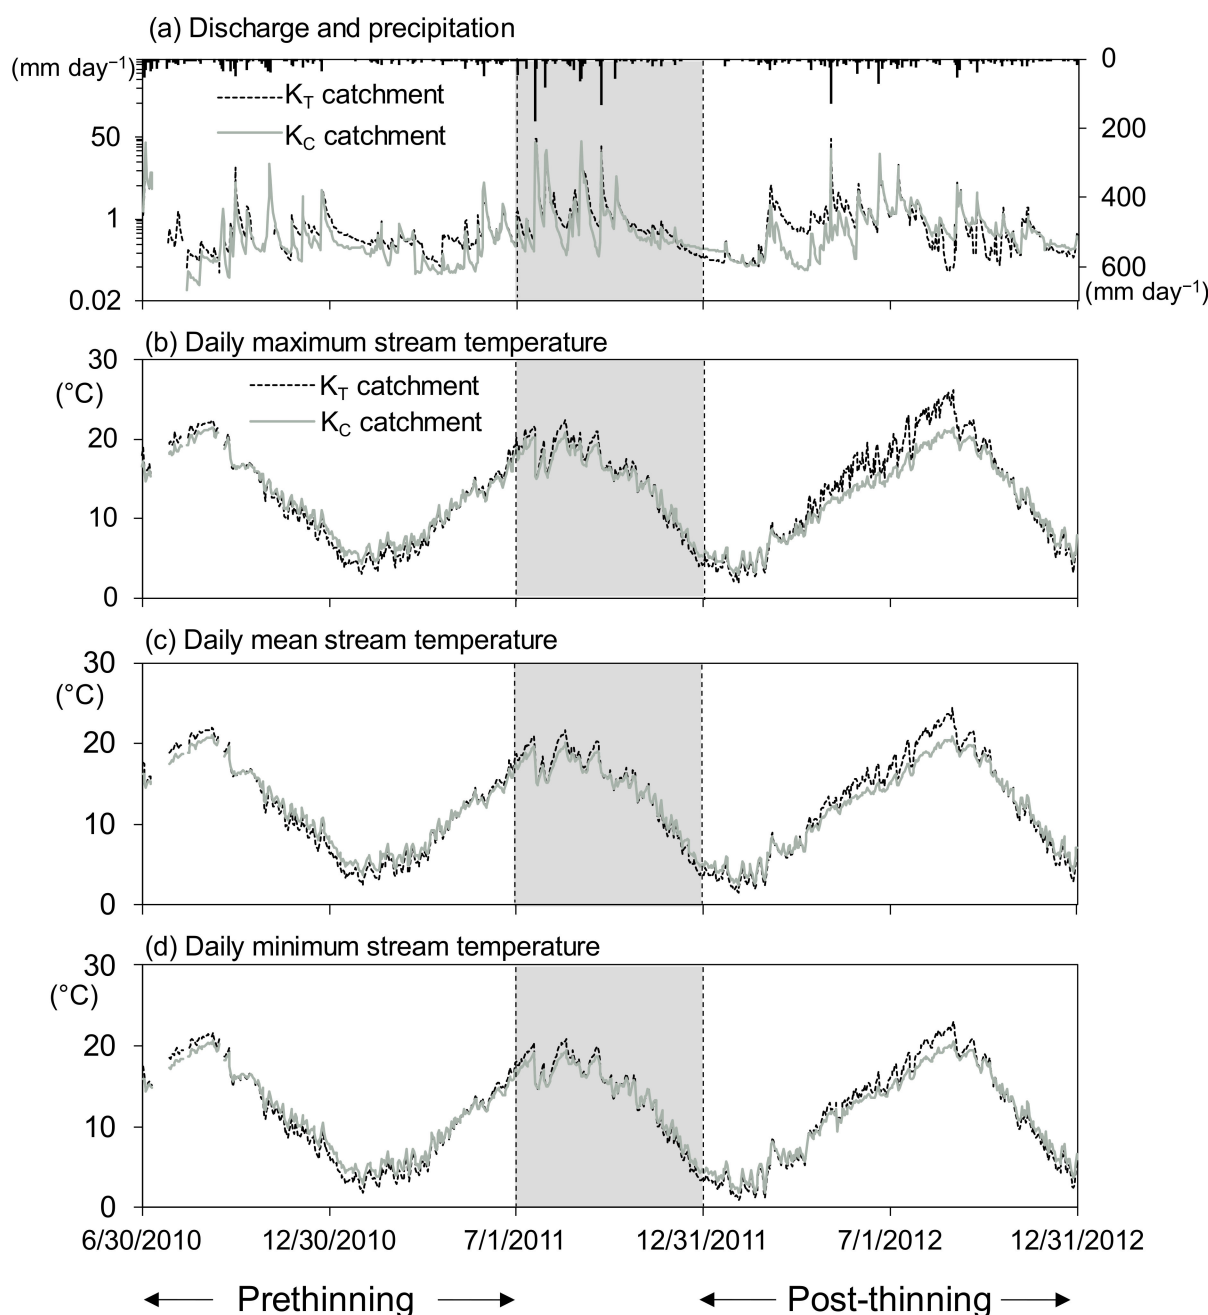 (a) Discharge and precipitation
(mm day⁻¹)
0
K_T catchment
K_C catchment
50
200
400
1
600
0.02
(mm day⁻¹)
(b) Daily maximum stream temperature
30
(°C)
K_T catchment
K_C catchment
20
10
0
(c) Daily mean stream temperature
30
(°C)
20
10
0
(d) Daily minimum stream temperature
30
(°C)
20
10
0
6/30/2010 12/30/2010 7/1/2011 12/31/2011 7/1/2012 12/31/2012
Prethinning Post-thinning